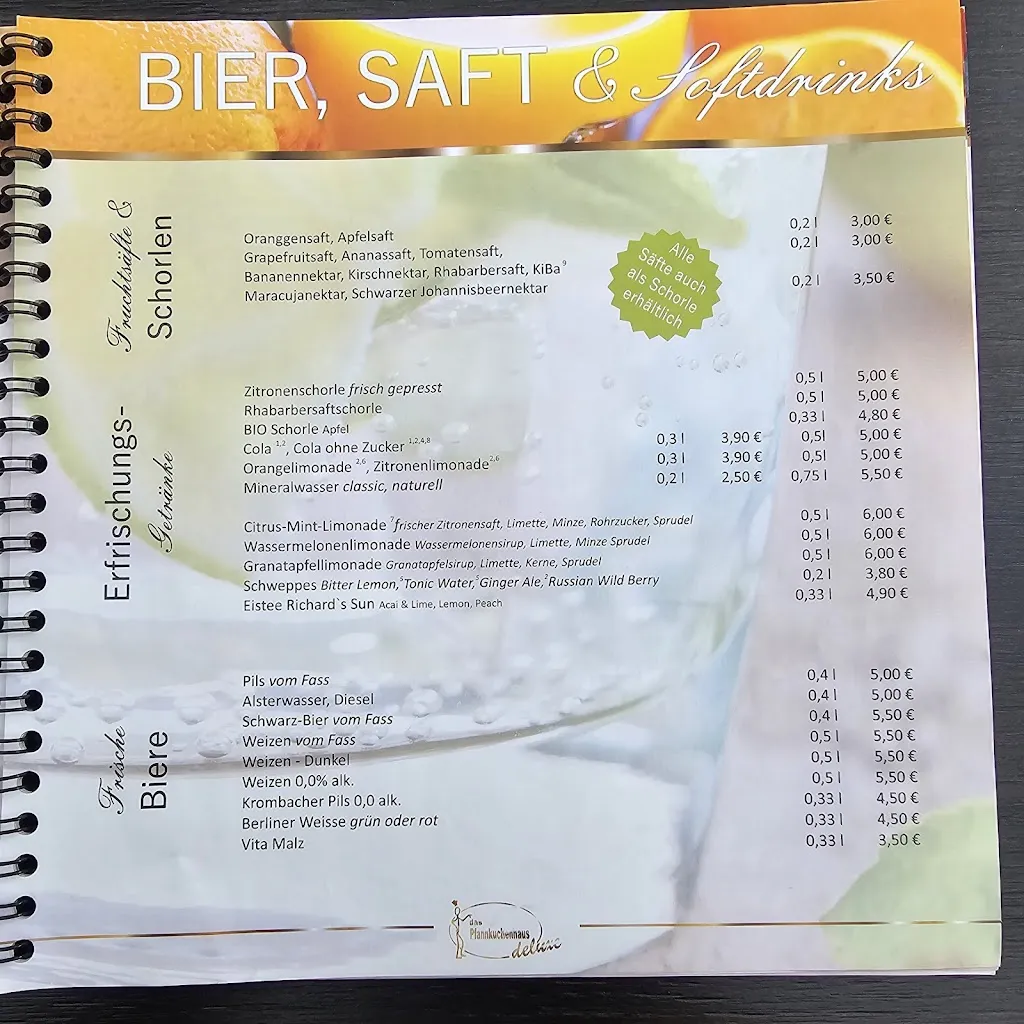 BIER, SAFT & Softdrinks
Fruchtsäfte &
Schorlen
Oranggensaft, Apfelsaft 0,2 l 3,00 €
Grapefruitsaft, Ananassaft, Tomatensaft, 0,2 l 3,00 €
Bananennektar, Kirschnektar, Rhabarbersaft, KiBa 9
Maracujanektar, Schwarzer Johannisbeernektar 0,2 l 3,50 €
Alle
Säfte auch
als Schorle
erhältlich
Erfrischungs-
Getränke
Zitronenschorle frisch gepresst 0,5 l 5,00 €
Rhabarbersaftschorle 0,5 l 5,00 €
BIO Schorle Apfel 0,33 l 4,80 €
Cola 1,2, Cola ohne Zucker 1,2,4,8 0,3 l 3,90 € 0,5l 5,00 €
Orangelimonade 2,6, Zitronenlimonade 2,6 0,3 l 3,90 € 0,5l 5,00 €
Mineralwasser classic, naturell 0,2 l 2,50 € 0,75 l 5,50 €
Citrus-Mint-Limonade 7 frischer Zitronensaft, Limette, Minze, Rohrzucker, Sprudel 0,5 l 6,00 €
Wassermelonenlimonade Wassermelonensirup, Limette, Minze Sprudel 0,5 l 6,00 €
Granatapfellimonade Granatapfelsirup, Limette, Kerne, Sprudel 0,5 l 6,00 €
Schweppes Bitter Lemon, Tonic Water, Ginger Ale, Russian Wild Berry 0,2 l 3,80 €
Eistee Richard`s Sun Acai & Lime, Lemon, Peach 0,33 l 4,90 €
Frische
Biere
Pils vom Fass 0,4 l 5,00 €
Alsterwasser, Diesel 0,4 l 5,00 €
Schwarz-Bier vom Fass 0,4 l 5,50 €
Weizen vom Fass 0,5 l 5,50 €
Weizen - Dunkel 0,5 l 5,50 €
Weizen 0,0% alk. 0,5 l 5,50 €
Krombacher Pils 0,0 alk. 0,33 l 4,50 €
Berliner Weisse grün oder rot 0,33 l 4,50 €
Vita Malz 0,33 l 3,50 €
das
Pfannkuchenhaus
deluxe